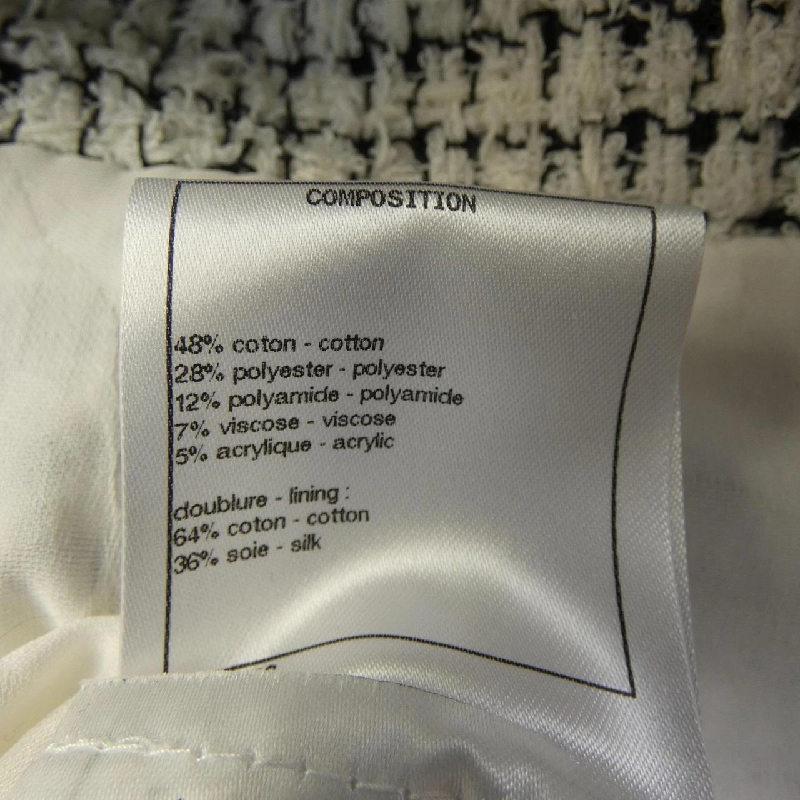 COMPOSITION
48% coton - cotton
28% polyester - polyester
12% polyamide - polyamide
7% viscose - viscose
5% acrylique - acrylic
doublure - lining :
64% coton - cotton
36% soie - silk